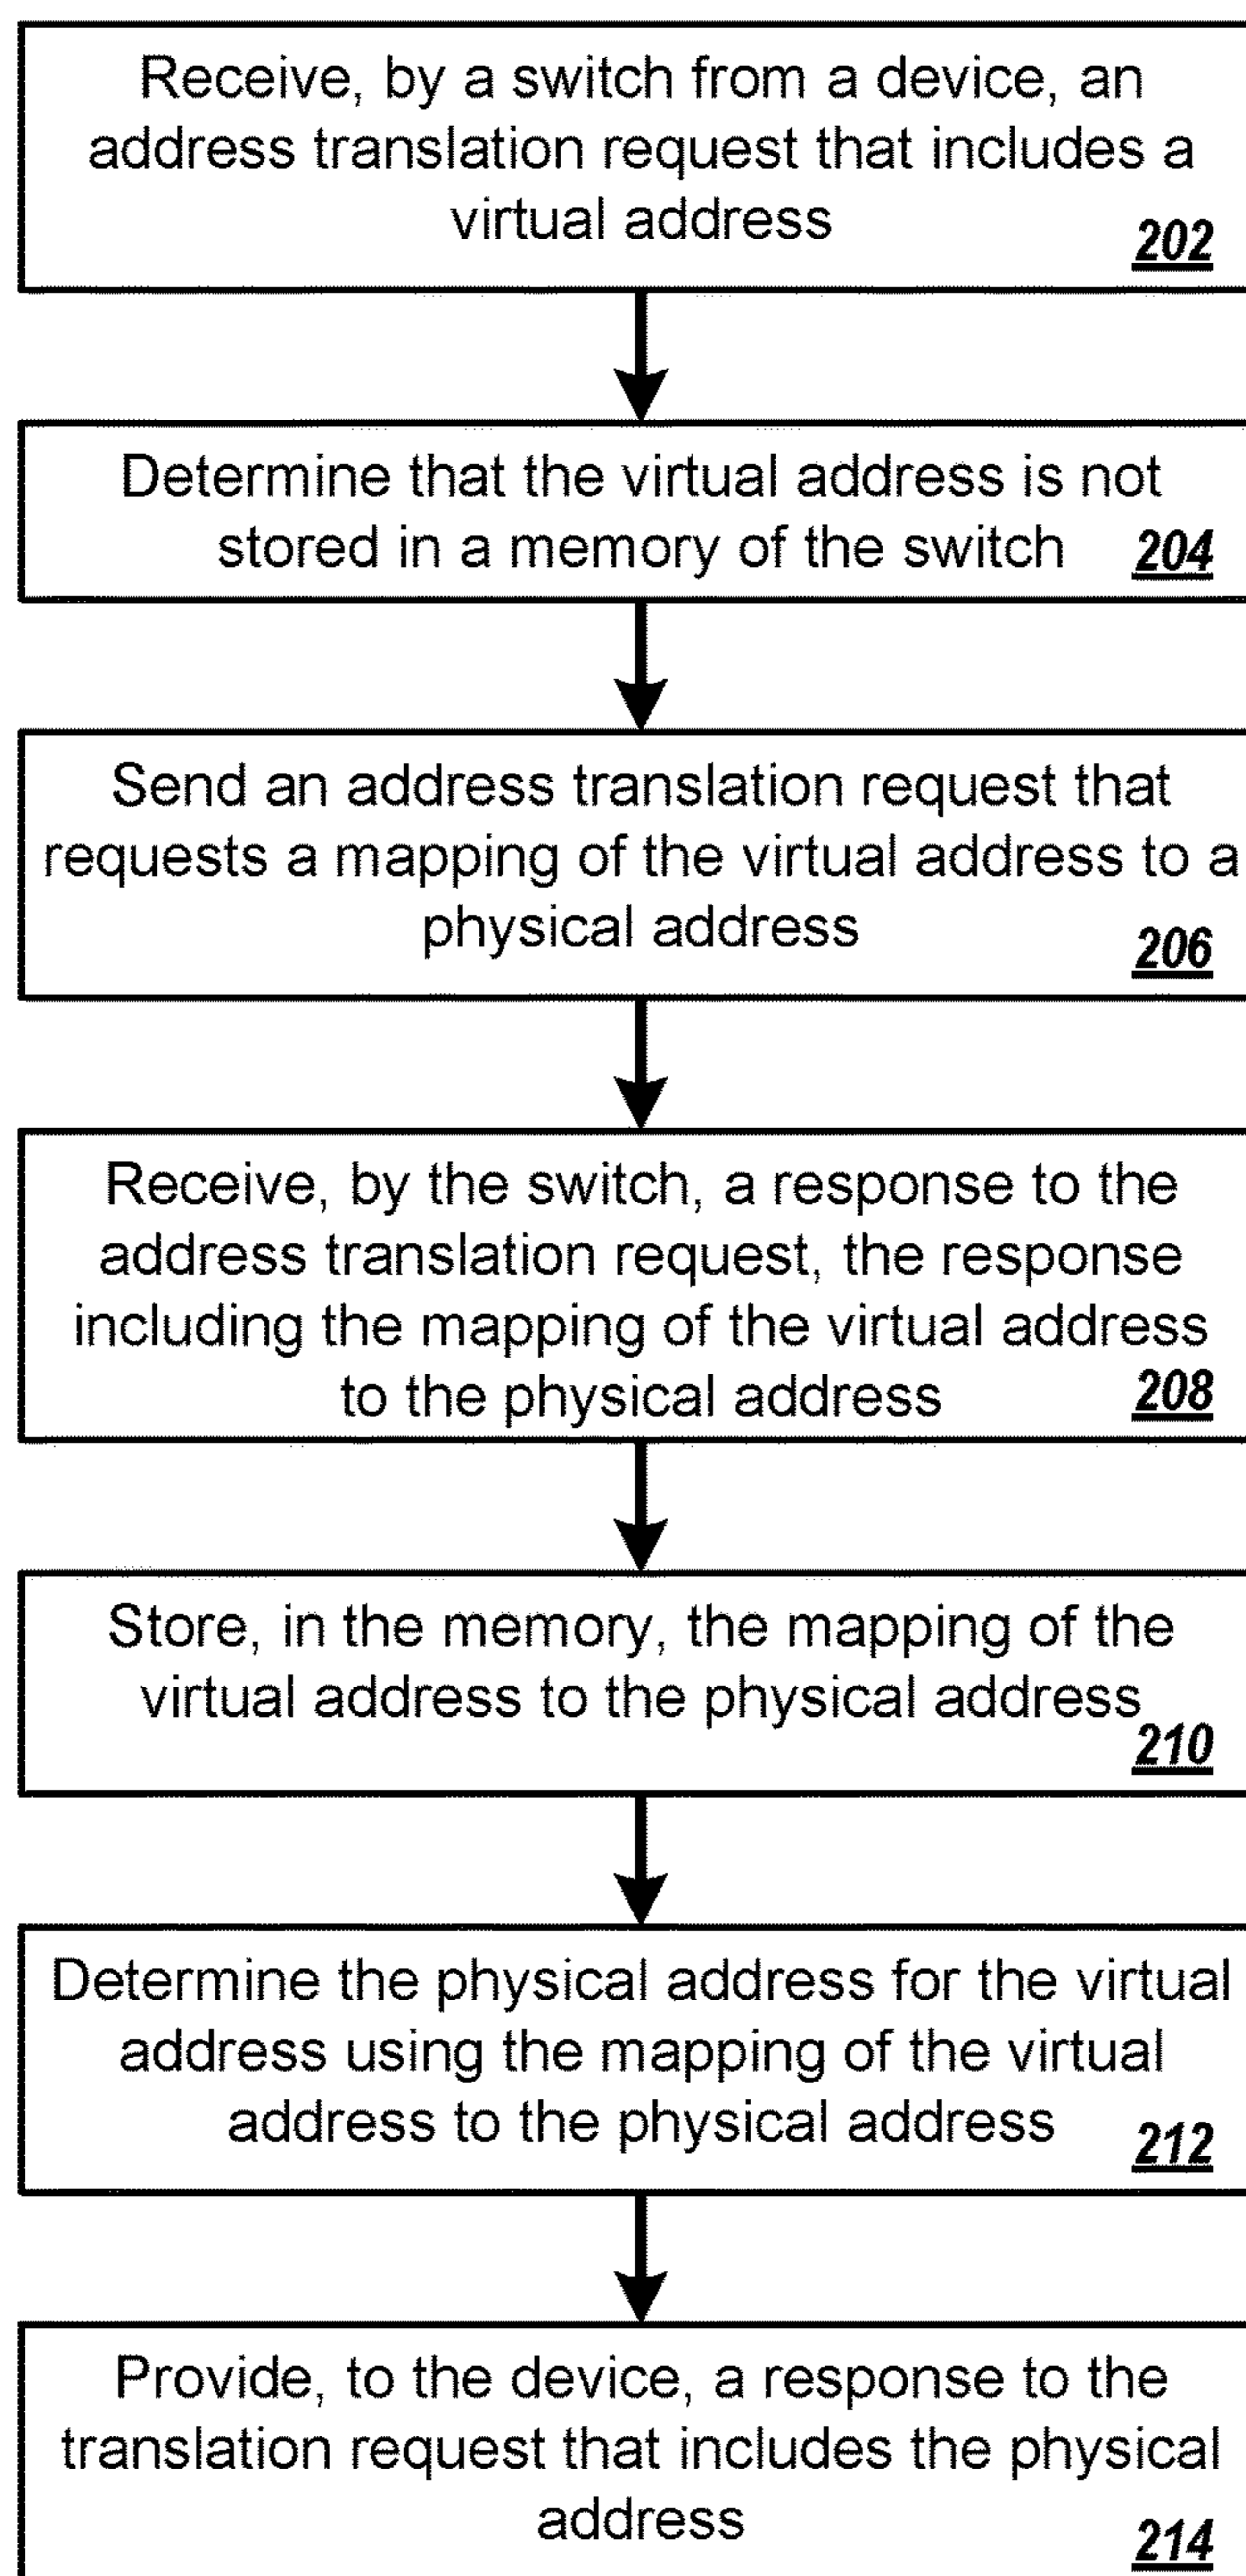 Receive, by a switch from a device, an
address translation request that includes a
virtual address
202
Determine that the virtual address is not
stored in a memory of the switch
204
Send an address translation request that
requests a mapping of the virtual address to a
physical address
206
Receive, by the switch, a response to the
address translation request, the response
including the mapping of the virtual address
to the physical address
208
Store, in the memory, the mapping of the
virtual address to the physical address
210
Determine the physical address for the virtual
address using the mapping of the virtual
address to the physical address
212
Provide, to the device, a response to the
translation request that includes the physical
address
214